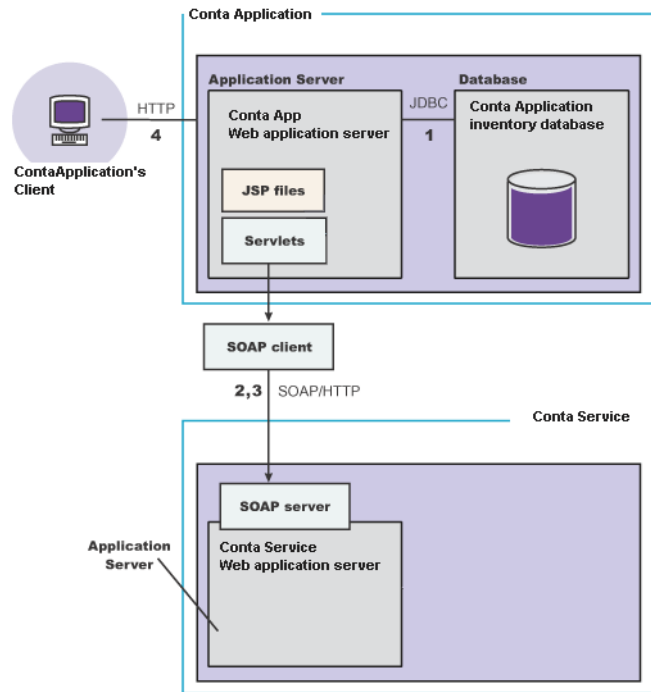 Conta Application
Application Server
Database
HTTP
4
Conta App
Web application server
JDBC
1
Conta Application
inventory database
ContaApplication's
Client
JSP files
Servlets
SOAP client
2,3
SOAP/HTTP
Conta Service
SOAP server
Application
Server
Conta Service
Web application server